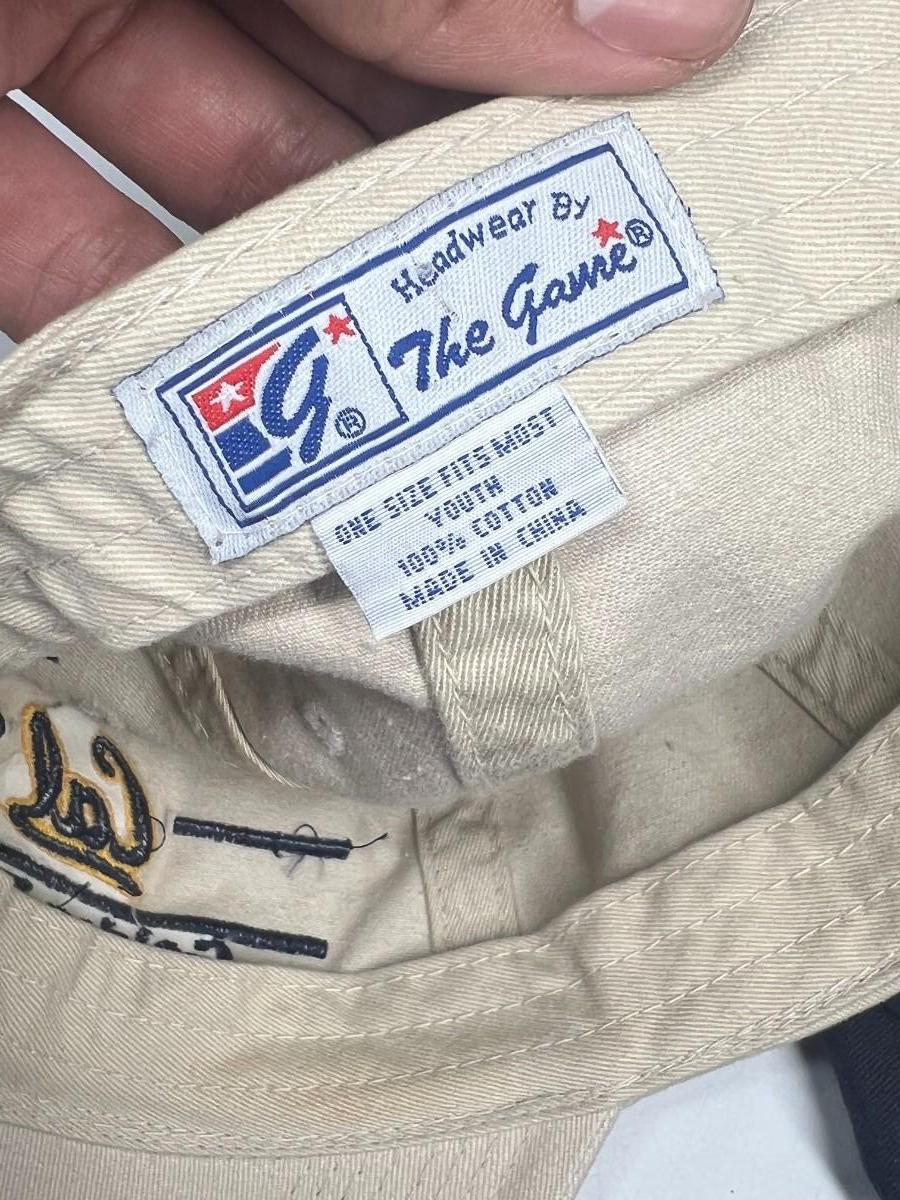 Headwear By
The Game®
G®
ONE SIZE FITS MOST
YOUTH
100% COTTON
MADE IN CHINA